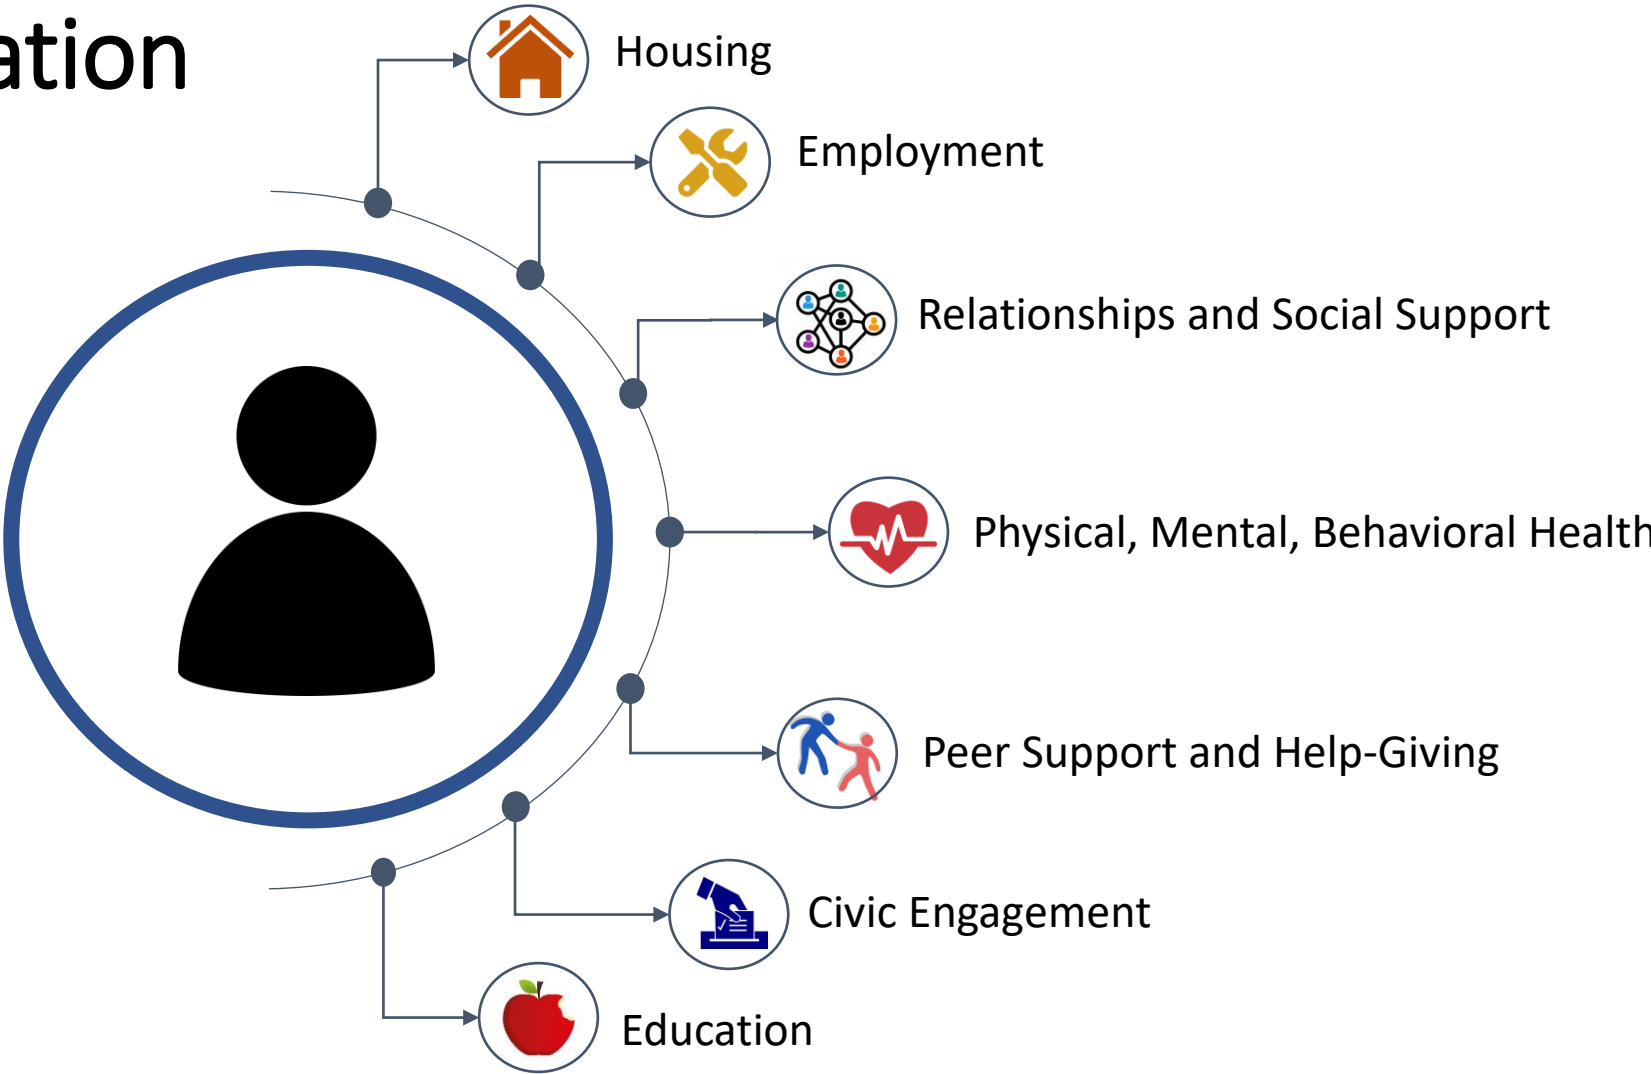 ation
Housing
Employment
Relationships and Social Support
Physical, Mental, Behavioral Health
Peer Support and Help-Giving
Civic Engagement
Education